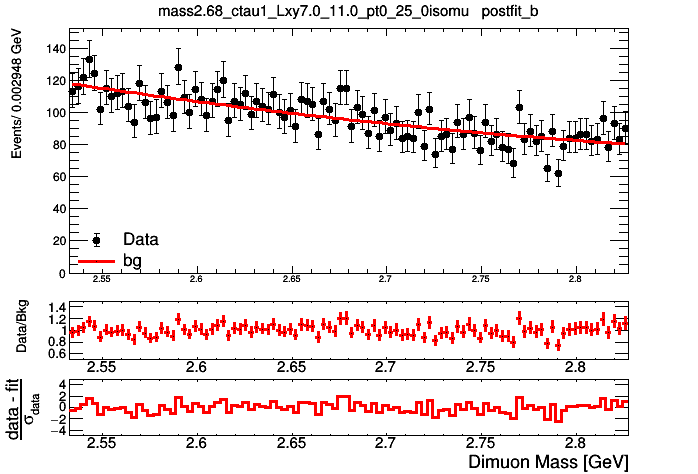 mass2.68_ctau1_Lxy7.0_11.0_pt0_25_0isomu postfit_b
Events/ 0.002948 GeV
140
120
100
80
60
40
20
0
Data
bg
2.55 2.6 2.65 2.7 2.75 2.8
Data/Bkg
1.4
1.2
1.0
0.8
0.6
2.55 2.6 2.65 2.7 2.75 2.8
data - fit
σdata
4
2
0
−2
−4
2.55 2.6 2.65 2.7 2.75 2.8
Dimuon Mass [GeV]